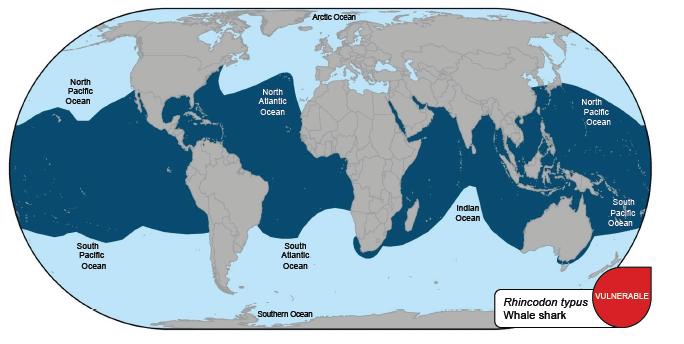 Arctic Ocean
North
Pacific
Ocean
North
Atlantic
Ocean
North
Pacific
Ocean
Indian
Ocean
South
Pacific
Ocean
South
Pacific
Ocean
South
Atlantic
Ocean
Southern Ocean
Rhincodon typus
Whale shark
VULNERABLE